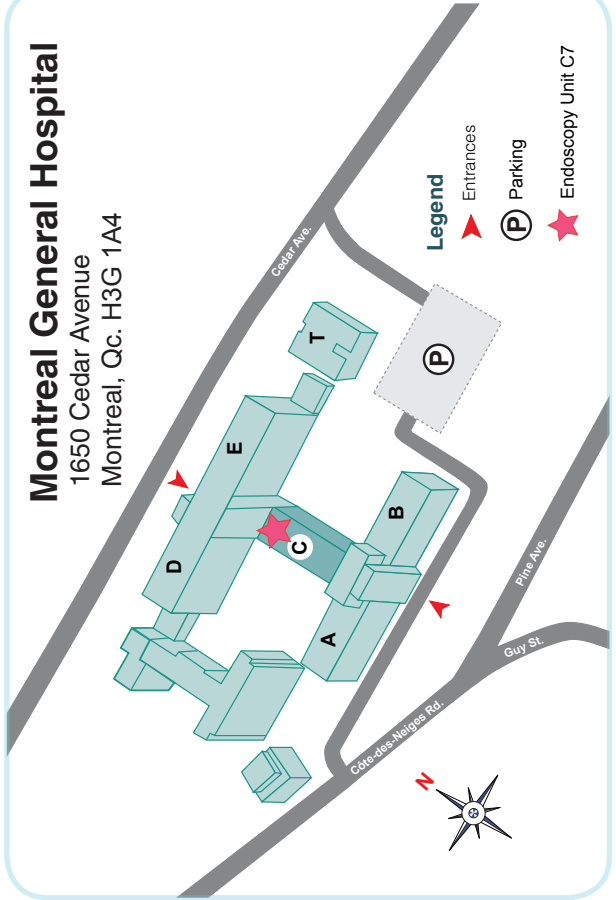 Montreal General Hospital
1650 Cedar Avenue
Montreal, Qc. H3G 1A4
Cedar Ave.
T
E
D
C
B
A
P
Legend
Entrances
P Parking
Endoscopy Unit C7
Pine Ave.
Guy St.
Côte-des-Neiges Rd.
N